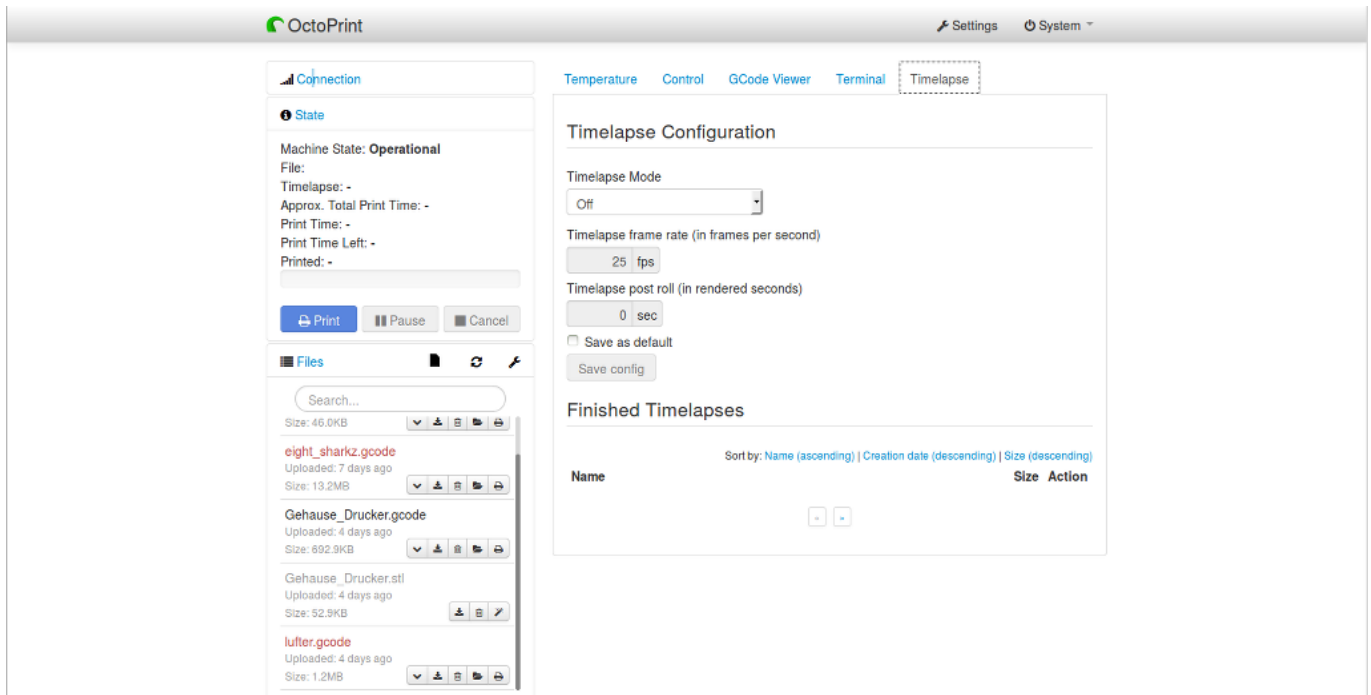 OctoPrint
Settings
System
Connection
State
Machine State: Operational
File:
Timelapse: -
Approx. Total Print Time: -
Print Time: -
Print Time Left: -
Printed: -
Print
Pause
Cancel
Files
Search...
Size: 46.0KB
eight_sharkz.gcode
Uploaded: 7 days ago
Size: 13.2MB
Gehause_Drucker.gcode
Uploaded: 4 days ago
Size: 692.9KB
Gehause_Drucker.stl
Uploaded: 4 days ago
Size: 52.9KB
lufter.gcode
Uploaded: 4 days ago
Size: 1.2MB
Temperature
Control
GCode Viewer
Terminal
Timelapse
Timelapse Configuration
Timelapse Mode
Off
Timelapse frame rate (in frames per second)
25 fps
Timelapse post roll (in rendered seconds)
0 sec
Save as default
Save config
Finished Timelapses
Sort by: Name (ascending) | Creation date (descending) | Size (descending)
Name Size Action
« »